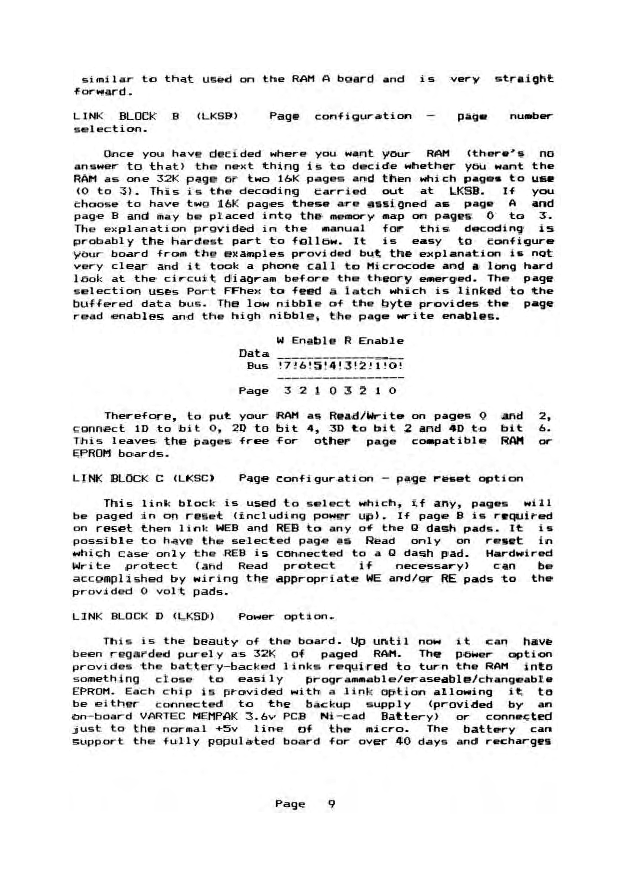 similar to that used on the RAM A board and is very straight
forward.
LINK BLOCK B (LKSB) Page configuration - page number
selection.
Once you have decided where you want your RAM (there's no
answer to that) the next thing is to decide whether you want the
RAM as one 32K page or two 16K pages and then which pages to use
(0 to 3). This is the decoding carried out at LKSB. If you
choose to have two 16K pages these are assigned as page A and
page B and may be placed into the memory map on pages 0 to 3.
The explanation provided in the manual for this decoding is
probably the hardest part to follow. It is easy to configure
your board from the examples provided but the explanation is not
very clear and it took a phone call to Microcode and a long hard
look at the circuit diagram before the theory emerged. The page
selection uses Port FFhex to feed a latch which is linked to the
buffered data bus. The low nibble of the byte provides the page
read enables and the high nibble, the page write enables.
W Enable R Enable
Data
Bus !7!6!5!4!3!2!1!0!
Page 3 2 1 0 3 2 1 0
Therefore, to put your RAM as Read/Write on pages 0 and 2,
connect 1D to bit 0, 2D to bit 4, 3D to bit 2 and 4D to bit 6.
This leaves the pages free for other page compatible RAM or
EPROM boards.
LINK BLOCK C (LKSC) Page configuration - page reset option
This link block is used to select which, if any, pages will
be paged in on reset (including power up). If page B is required
on reset then link WEB and REB to any of the Q dash pads. It is
possible to have the selected page as Read only on reset in
which case only the REB is connected to a Q dash pad. Hardwired
Write protect (and Read protect if necessary) can be
accomplished by wiring the appropriate WE and/or RE pads to the
provided 0 volt pads.
LINK BLOCK D (LKSD) Power option.
This is the beauty of the board. Up until now it can have
been regarded purely as 32K of paged RAM. The power option
provides the battery-backed links required to turn the RAM into
something close to easily programmable/eraseable/changeable
EPROM. Each chip is provided with a link option allowing it to
be either connected to the backup supply (provided by an
on-board VARTEC MEMPAK 3.6v PCB Ni-cad Battery) or connected
just to the normal +5v line of the micro. The battery can
support the fully populated board for over 40 days and recharges
Page 9